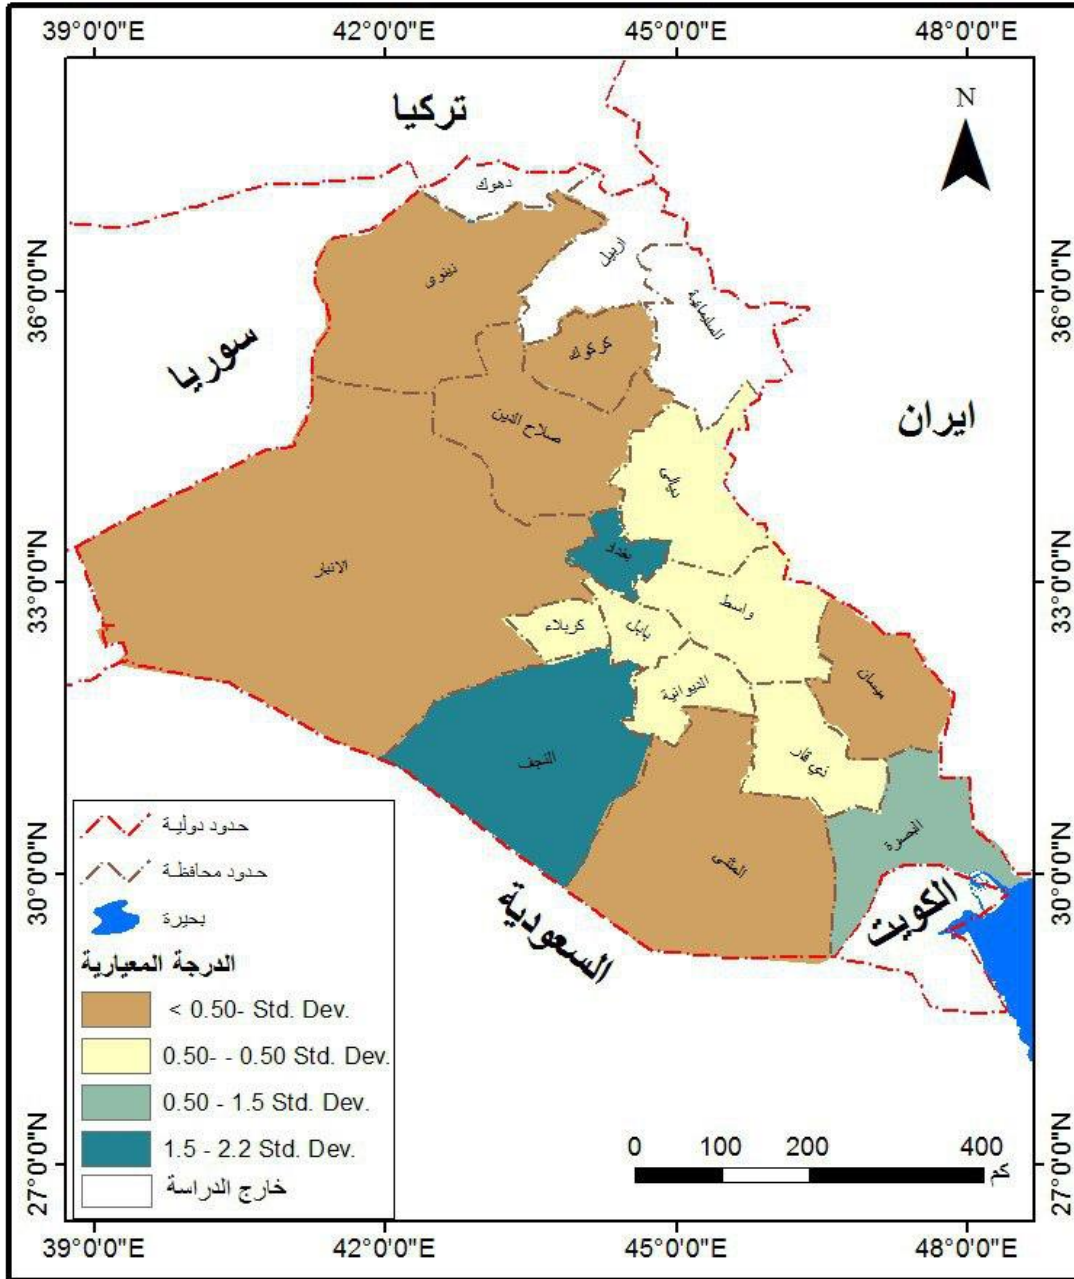 39°0'0"E 42°0'0"E 45°0'0"E 48°0'0"E
N
تركيا
دهوك
اربيل
نينوى
السليمانية
36°0'0"N 36°0'0"N
كركوك
سوريا
ايران
صلاح الدين
ديالى
بغداد
الانبار
33°0'0"N 33°0'0"N
واسط
بابل
كربلاء
الديوانية
ميسان
النجف
ذي قار
البصرة
المثنى
30°0'0"N 30°0'0"N
الكويت
السعودية
حدود دولية
حدود محافظة
بحيرة
الدرجة المعيارية
< 0.50- Std. Dev.
0.50- - 0.50 Std. Dev.
0.50 - 1.5 Std. Dev.
1.5 - 2.2 Std. Dev.
خارج الدراسة
0 100 200 400
كم
27°0'0"N 27°0'0"N
39°0'0"E 42°0'0"E 45°0'0"E 48°0'0"E